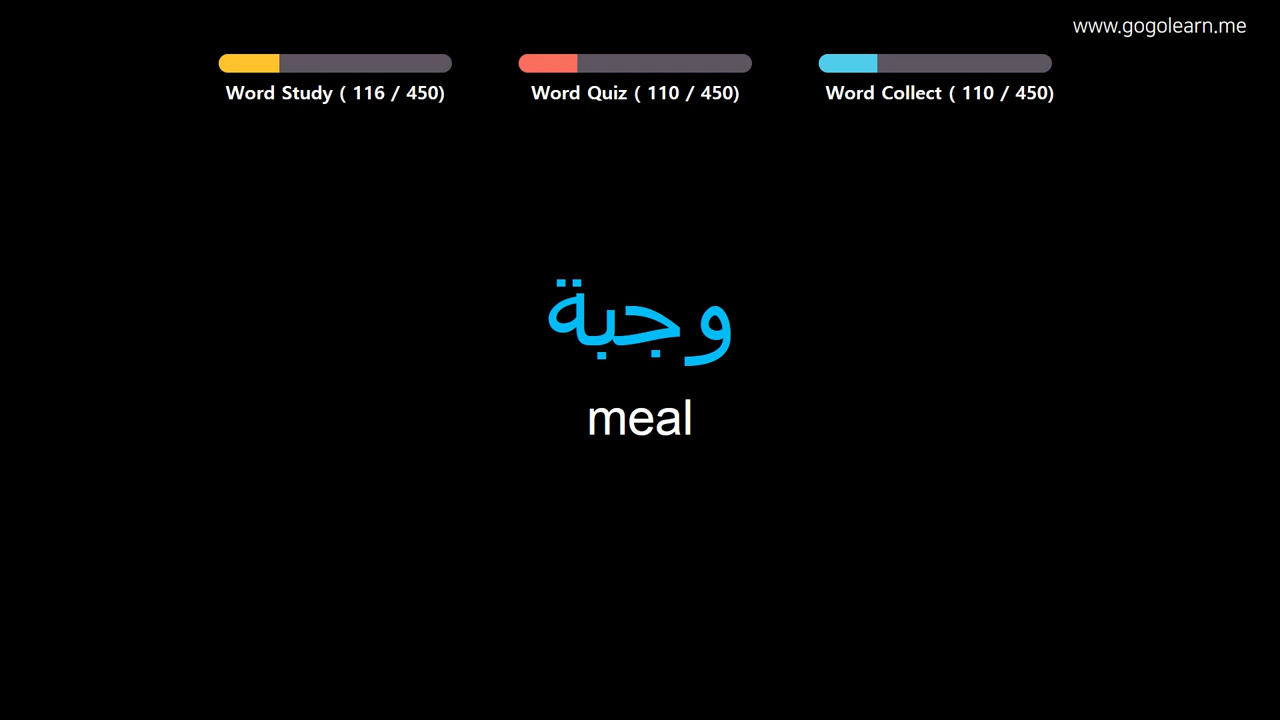 www.gogolearn.me
Word Study ( 116 / 450)
Word Quiz ( 110 / 450)
Word Collect ( 110 / 450)
وجبة
meal